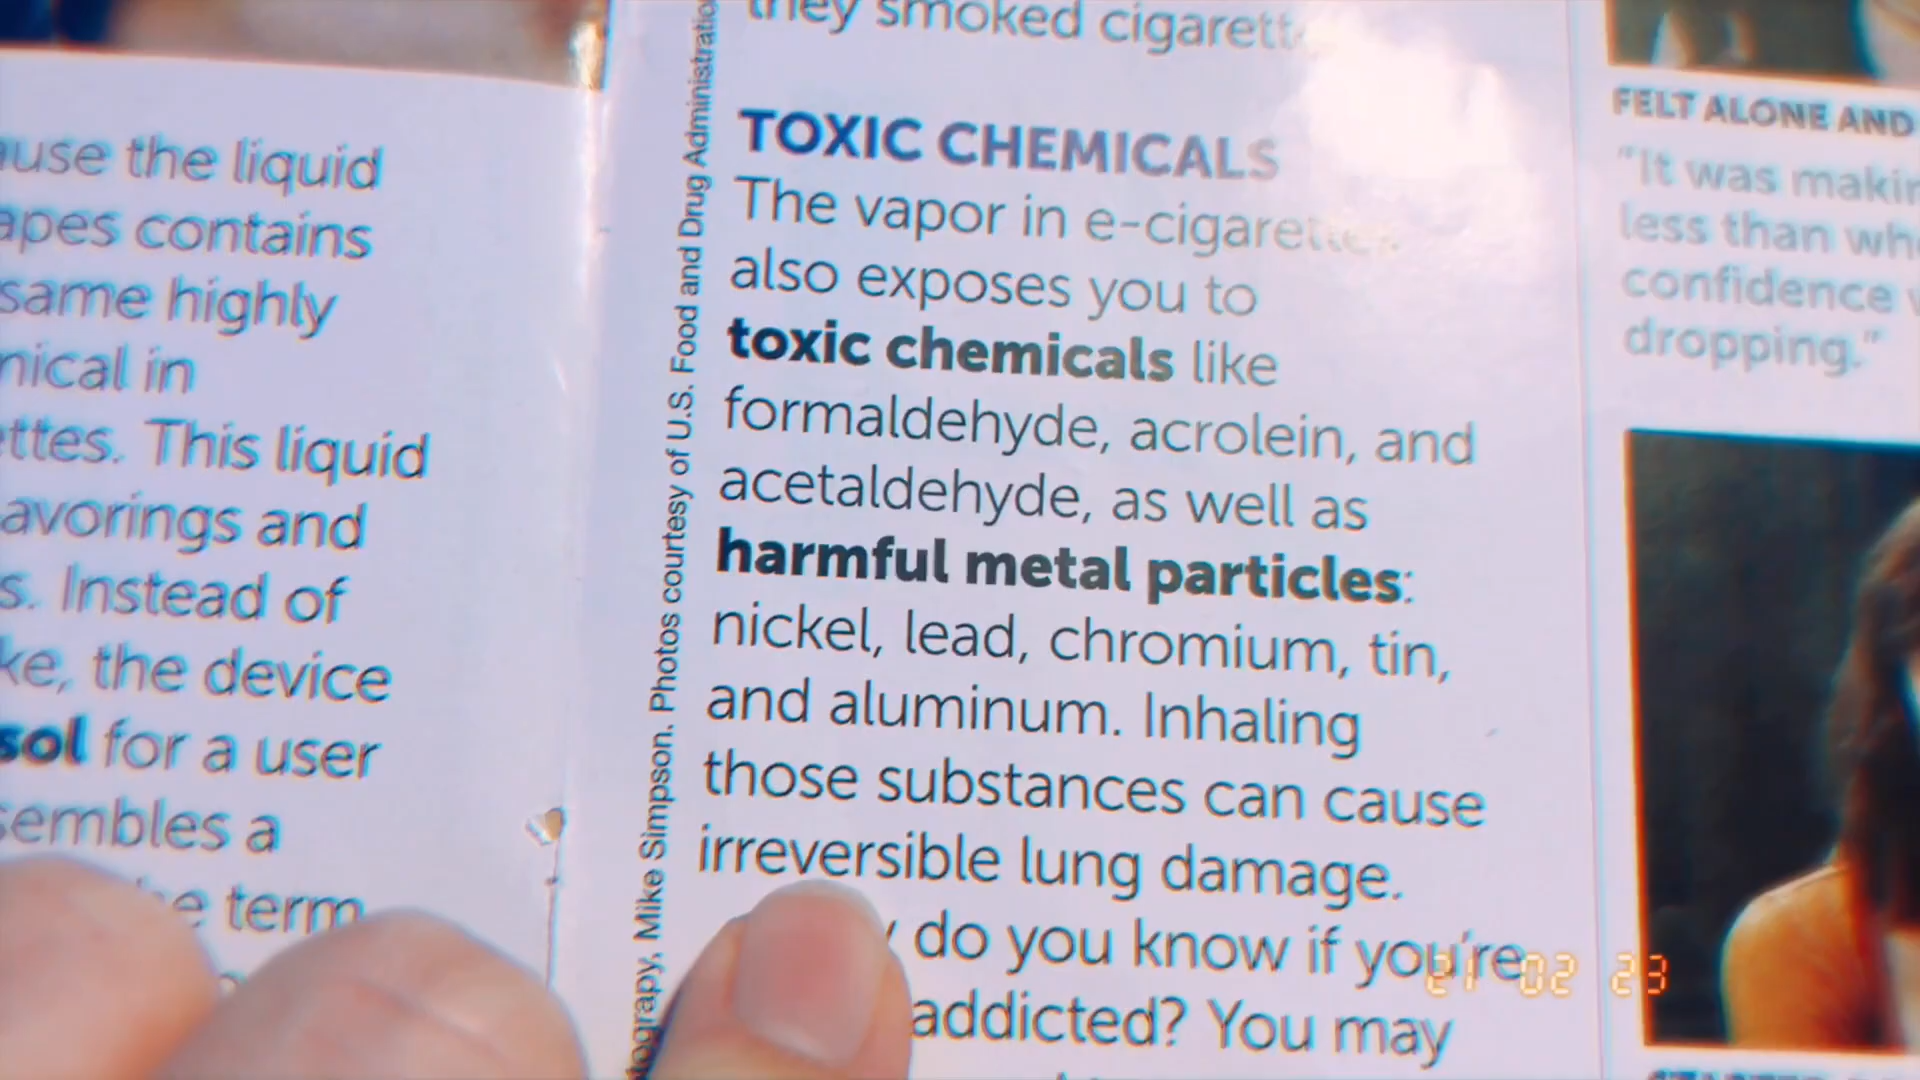 ause the liquid
apes contains
same highly
nical in
ettes. This liquid
avorings and
s. Instead of
ke, the device
sol for a user
sembles a
e term
tograpy, Mike Simpson. Photos courtesy of U.S. Food and Drug Administratio
they smoked cigarett
TOXIC CHEMICALS
The vapor in e-cigarettes
also exposes you to
toxic chemicals like
formaldehyde, acrolein, and
acetaldehyde, as well as
harmful metal particles:
nickel, lead, chromium, tin,
and aluminum. Inhaling
those substances can cause
irreversible lung damage.
do you know if you're
addicted? You may
FELT ALONE AND
"It was makin
less than whe
confidence
dropping."
21 02 23